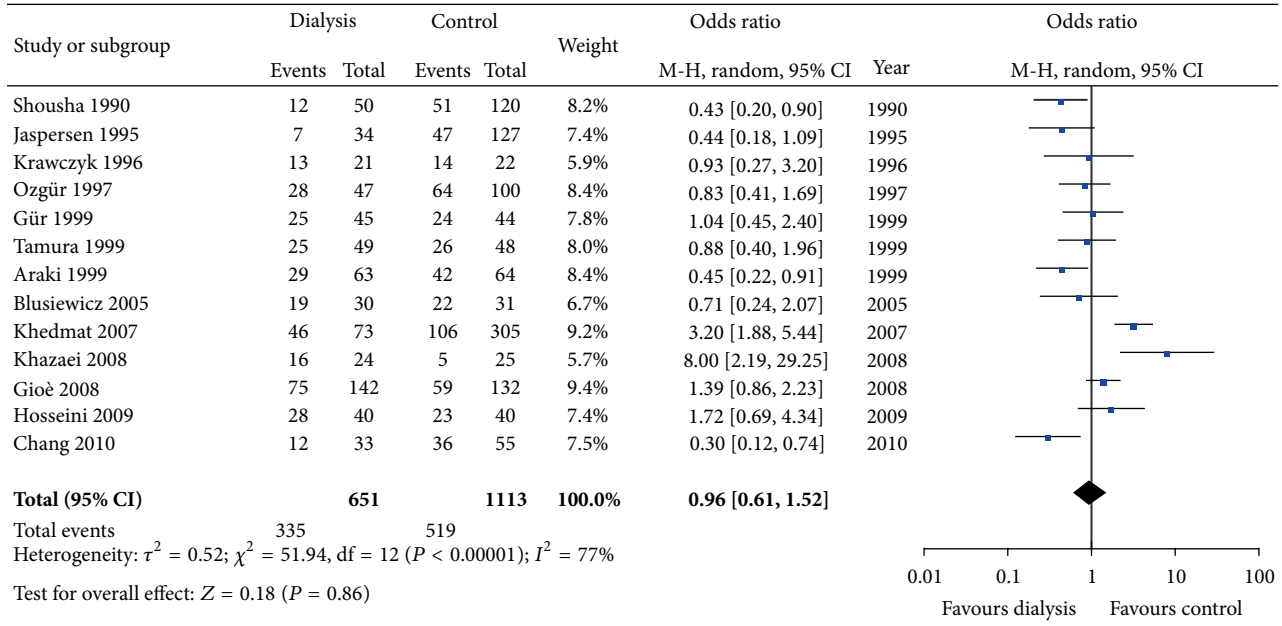 Study or subgroup Dialysis Control Weight Odds ratio Year Odds ratio
Events Total Events Total M-H, random, 95% CI M-H, random, 95% CI
Shousha 1990 12 50 51 120 8.2% 0.43 [0.20, 0.90] 1990
Jaspersen 1995 7 34 47 127 7.4% 0.44 [0.18, 1.09] 1995
Krawczyk 1996 13 21 14 22 5.9% 0.93 [0.27, 3.20] 1996
Ozgür 1997 28 47 64 100 8.4% 0.83 [0.41, 1.69] 1997
Gür 1999 25 45 24 44 7.8% 1.04 [0.45, 2.40] 1999
Tamura 1999 25 49 26 48 8.0% 0.88 [0.40, 1.96] 1999
Araki 1999 29 63 42 64 8.4% 0.45 [0.22, 0.91] 1999
Blusiewicz 2005 19 30 22 31 6.7% 0.71 [0.24, 2.07] 2005
Khedmat 2007 46 73 106 305 9.2% 3.20 [1.88, 5.44] 2007
Khazaei 2008 16 24 5 25 5.7% 8.00 [2.19, 29.25] 2008
Gioè 2008 75 142 59 132 9.4% 1.39 [0.86, 2.23] 2008
Hosseini 2009 28 40 23 40 7.4% 1.72 [0.69, 4.34] 2009
Chang 2010 12 33 36 55 7.5% 0.30 [0.12, 0.74] 2010
Total (95% CI) 651 1113 100.0% 0.96 [0.61, 1.52]
Total events 335 519
Heterogeneity: τ² = 0.52; χ² = 51.94, df = 12 (P < 0.00001); I² = 77%
Test for overall effect: Z = 0.18 (P = 0.86)
0.01 0.1 1 10 100
Favours dialysis Favours control